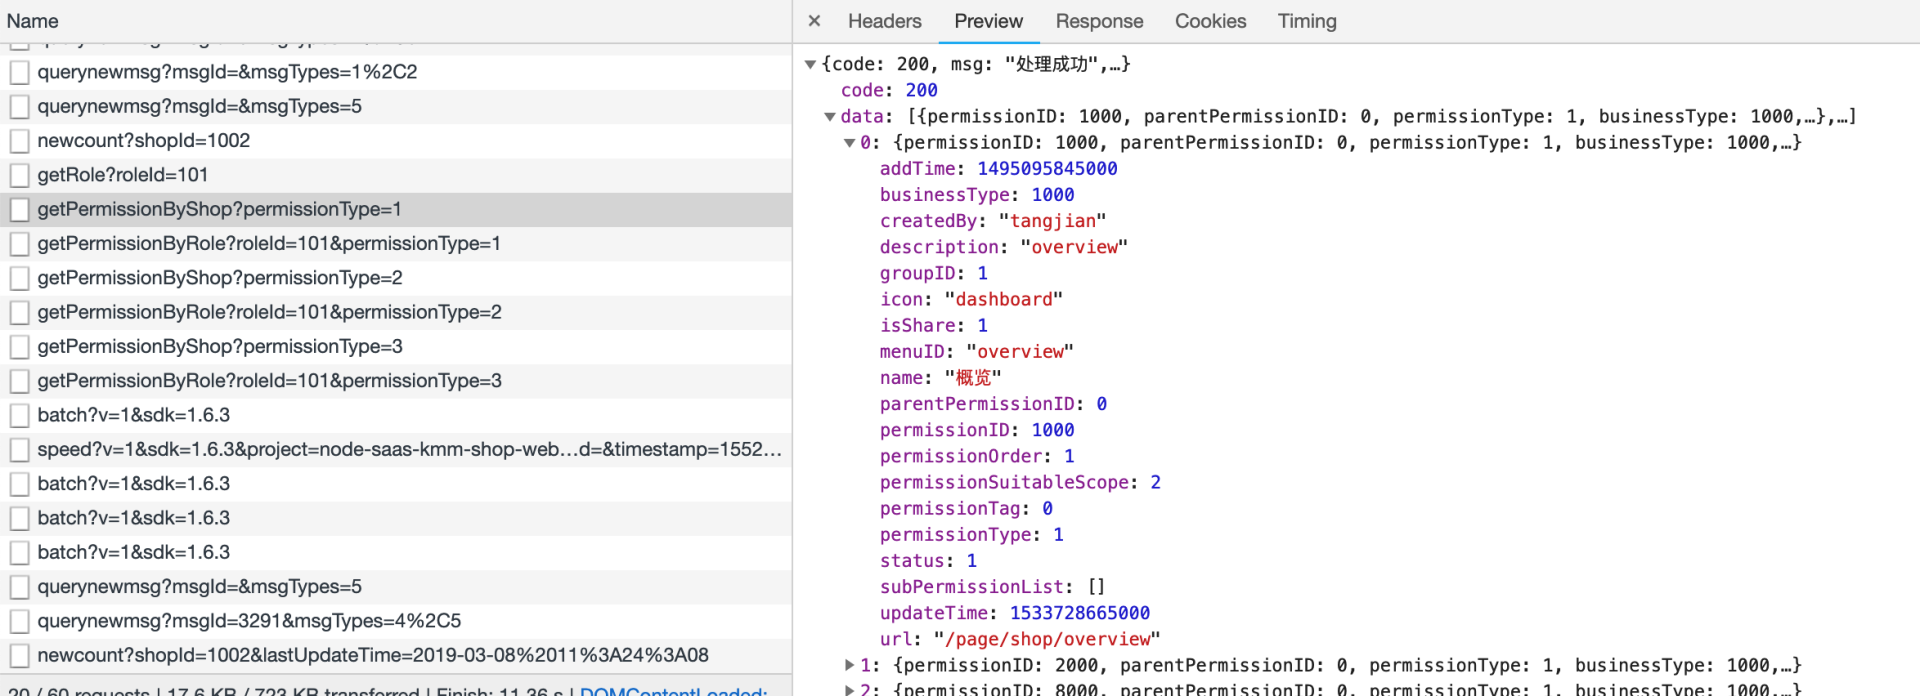 Name
querynewmsg?msgId=&msgTypes=1%2C2
querynewmsg?msgId=&msgTypes=5
newcount?shopId=1002
getRole?roleId=101
getPermissionByShop?permissionType=1
getPermissionByRole?roleId=101&permissionType=1
getPermissionByShop?permissionType=2
getPermissionByRole?roleId=101&permissionType=2
getPermissionByShop?permissionType=3
getPermissionByRole?roleId=101&permissionType=3
batch?v=1&sdk=1.6.3
speed?v=1&sdk=1.6.3&project=node-saas-kmm-shop-web…d=&timestamp=1552…
batch?v=1&sdk=1.6.3
batch?v=1&sdk=1.6.3
batch?v=1&sdk=1.6.3
querynewmsg?msgId=&msgTypes=5
querynewmsg?msgId=3291&msgTypes=4%2C5
newcount?shopId=1002&lastUpdateTime=2019-03-08%2011%3A24%3A08
20 / 60 requests | 17.6 KB / 723 KB transferred | Finish: 11.36 s | DOMContentLoaded:
× Headers Preview Response Cookies Timing
▼{code: 200, msg: "处理成功",…}
code: 200
▼data: [{permissionID: 1000, parentPermissionID: 0, permissionType: 1, businessType: 1000,…},…]
▼0: {permissionID: 1000, parentPermissionID: 0, permissionType: 1, businessType: 1000,…}
addTime: 1495095845000
businessType: 1000
createdBy: "tangjian"
description: "overview"
groupID: 1
icon: "dashboard"
isShare: 1
menuID: "overview"
name: "概览"
parentPermissionID: 0
permissionID: 1000
permissionOrder: 1
permissionSuitableScope: 2
permissionTag: 0
permissionType: 1
status: 1
subPermissionList: []
updateTime: 1533728665000
url: "/page/shop/overview"
▶1: {permissionID: 2000, parentPermissionID: 0, permissionType: 1, businessType: 1000,…}
▶2: {permissionID: 8000, parentPermissionID: 0, permissionType: 1, businessType: 1000,…}